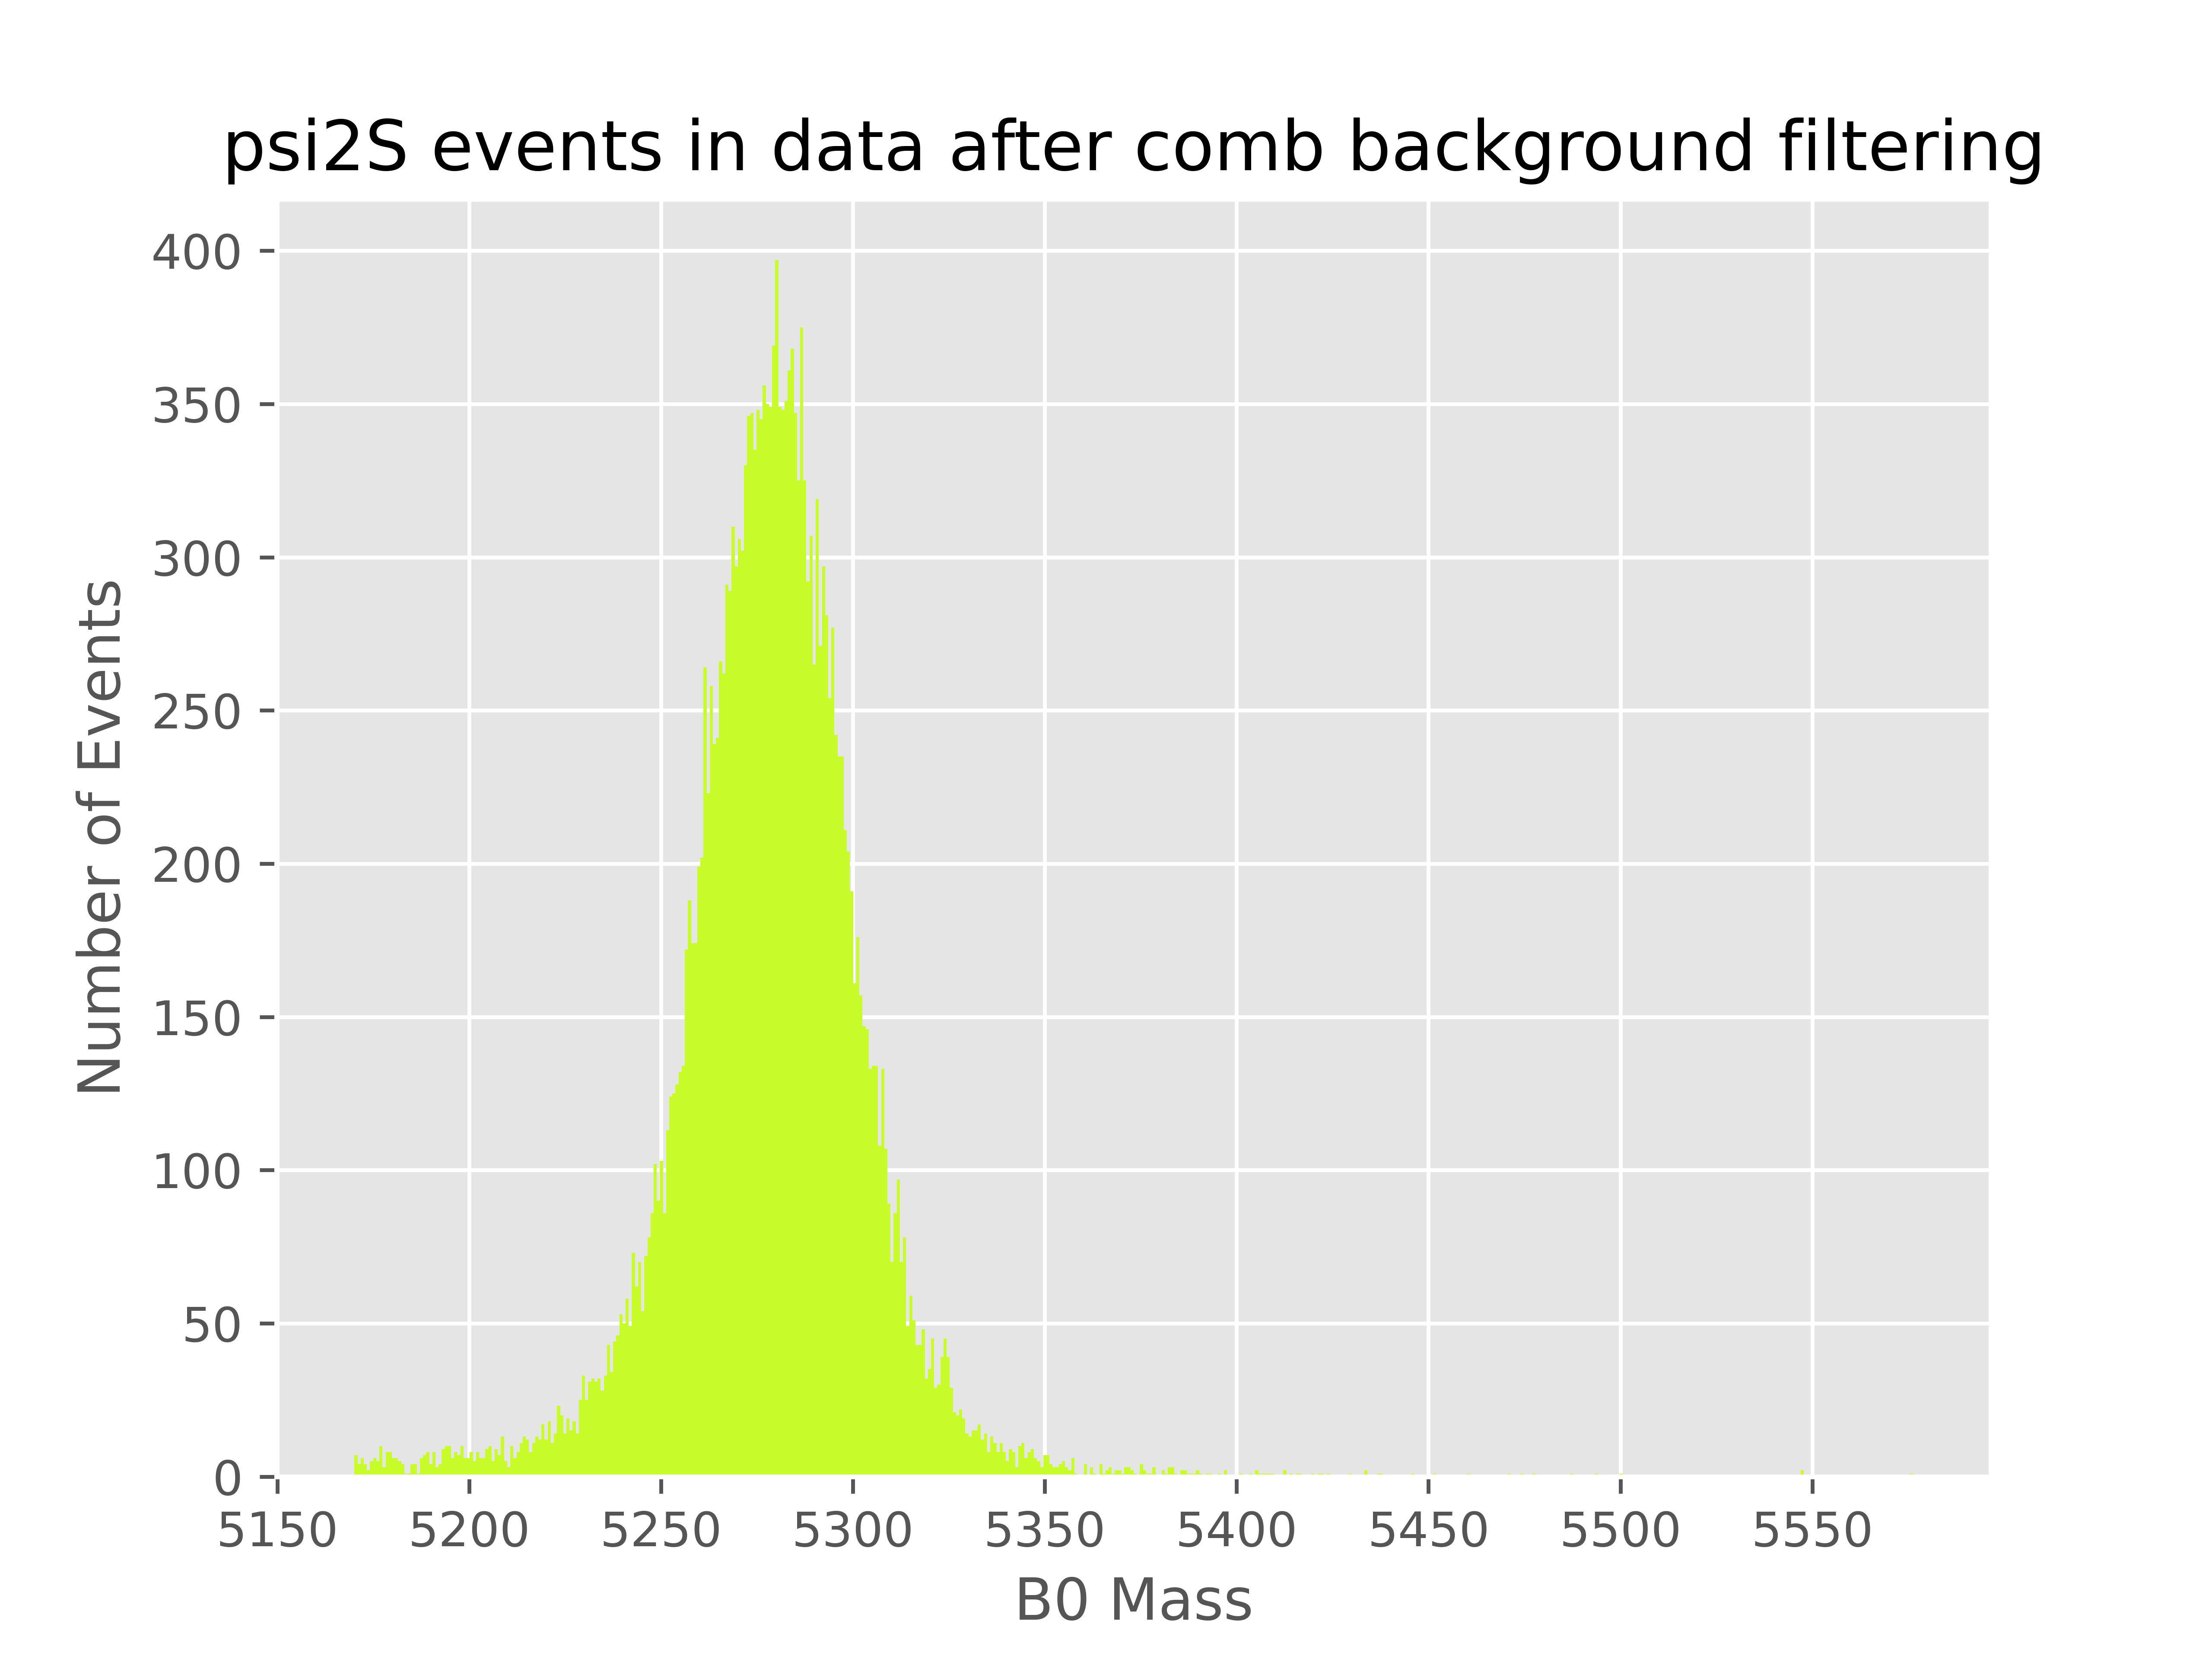 psi2S events in data after comb background filtering
400
350
300
250
200
150
100
50
0
Number of Events
5150 5200 5250 5300 5350 5400 5450 5500 5550
B0 Mass